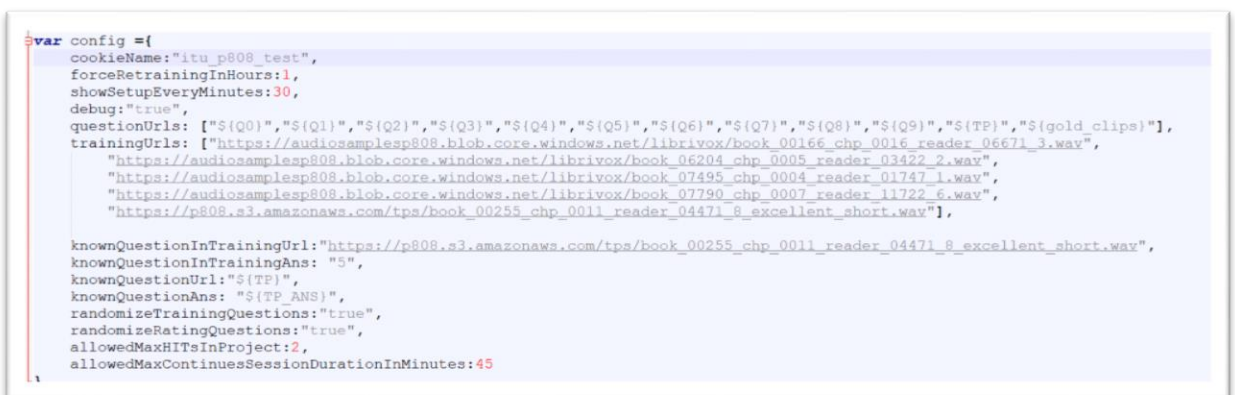 var config ={
cookieName:"itu_p808_test",
forceRetrainingInHours:1,
showSetupEveryMinutes:30,
debug:"true",
questionUrls: ["${Q0}","${Q1}","${Q2}","${Q3}","${Q4}","${Q5}","${Q6}","${Q7}","${Q8}","${Q9}","${TP}","${gold_clips}"],
trainingUrls: ["https://audiosamplesp808.blob.core.windows.net/librivox/book_00166_chp_0016_reader_06671_3.wav",
"https://audiosamplesp808.blob.core.windows.net/librivox/book_06204_chp_0005_reader_03422_2.wav",
"https://audiosamplesp808.blob.core.windows.net/librivox/book_07495_chp_0004_reader_01747_1.wav",
"https://audiosamplesp808.blob.core.windows.net/librivox/book_07790_chp_0007_reader_11722_6.wav",
"https://p808.s3.amazonaws.com/tps/book_00255_chp_0011_reader_04471_8_excellent_short.wav"],
knownQuestionInTrainingUrl:"https://p808.s3.amazonaws.com/tps/book_00255_chp_0011_reader_04471_8_excellent_short.wav",
knownQuestionInTrainingAns: "5",
knownQuestionUrl:"${TP}",
knownQuestionAns: "${TP_ANS}",
randomizeTrainingQuestions:"true",
randomizeRatingQuestions:"true",
allowedMaxHITsInProject:2,
allowedMaxContinuesSessionDurationInMinutes:45
}